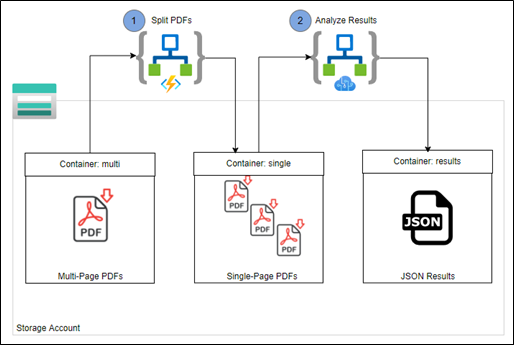 1 Split PDFs
2 Analyze Results
Container: multi
Container: single
Container: results
PDF
PDF
PDF
PDF
JSON
Multi-Page PDFs
Single-Page PDFs
JSON Results
Storage Account